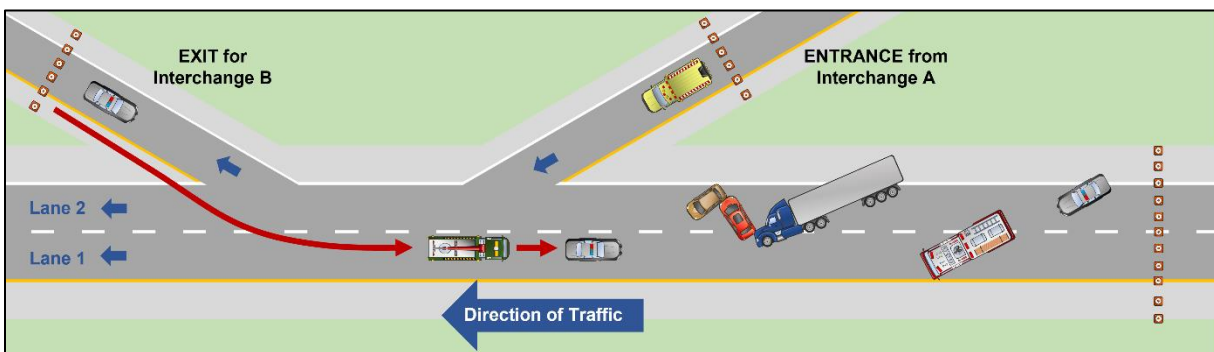 EXIT for
Interchange B
ENTRANCE from
Interchange A
Lane 2
Lane 1
Direction of Traffic